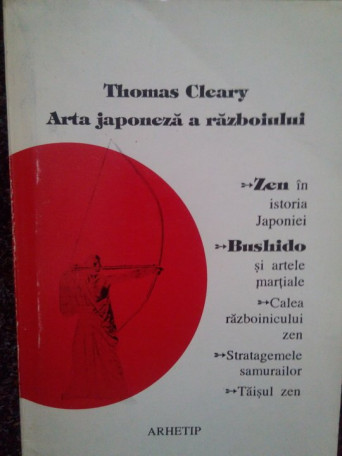 Thomas Cleary
Arta japoneză a războiului
➳Zen în
istoria
Japoniei
➳Bushido
și artele
marțiale
➳Calea
războinicului
zen
➳Stratagemele
samurailor
➳Tăișul zen
ARHETIP